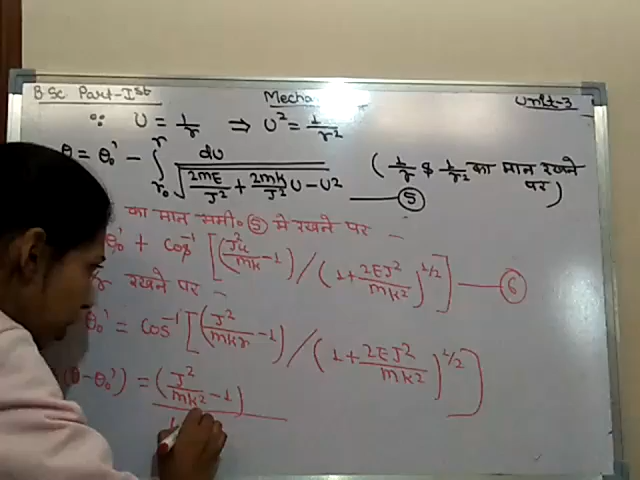 B.Sc Part-Ist Mecha Unit-3
∵ U = 1/r ⇒ U² = 1/r²
θ = θ₀' − ∫_{r₀}^{r} dU / √(2mE/J² + 2mk/J² U − U²) —— ⑤ (1/r & 1/r² का मान रखने पर)
का मान समी० ⑤ मे रखने पर −
θ₀' + Cos⁻¹ [(J²u/mk − 1) / (1 + 2EJ²/mk²)^{1/2}] —— ⑥
रखने पर −
θ₀' = Cos⁻¹ [(J²/mkr − 1) / (1 + 2EJ²/mk²)^{1/2}]
(θ − θ₀') = (J²/mk2 − 1)